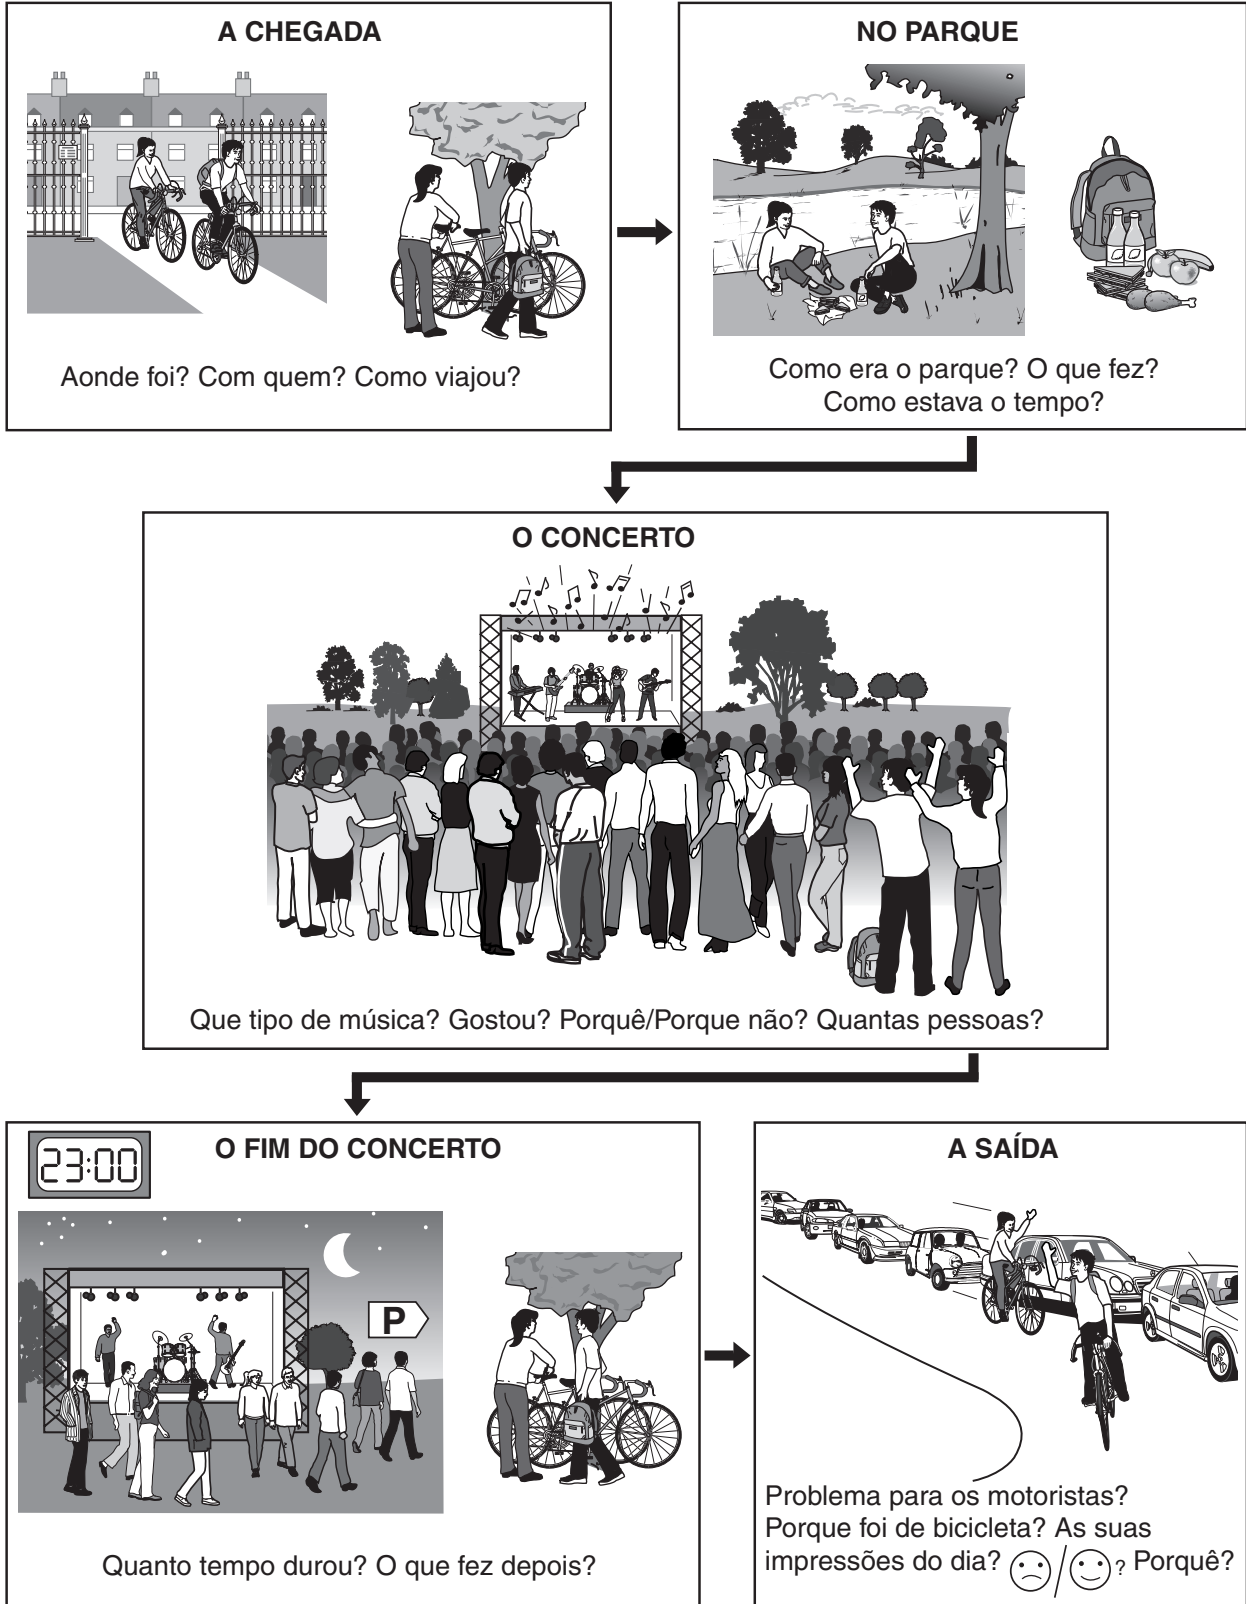 A CHEGADA
Aonde foi? Com quem? Como viajou?
NO PARQUE
Como era o parque? O que fez?
Como estava o tempo?
O CONCERTO
Que tipo de música? Gostou? Porquê/Porque não? Quantas pessoas?
23:00
O FIM DO CONCERTO
P
Quanto tempo durou? O que fez depois?
A SAÍDA
Problema para os motoristas?
Porque foi de bicicleta? As suas
impressões do dia? / ? Porquê?